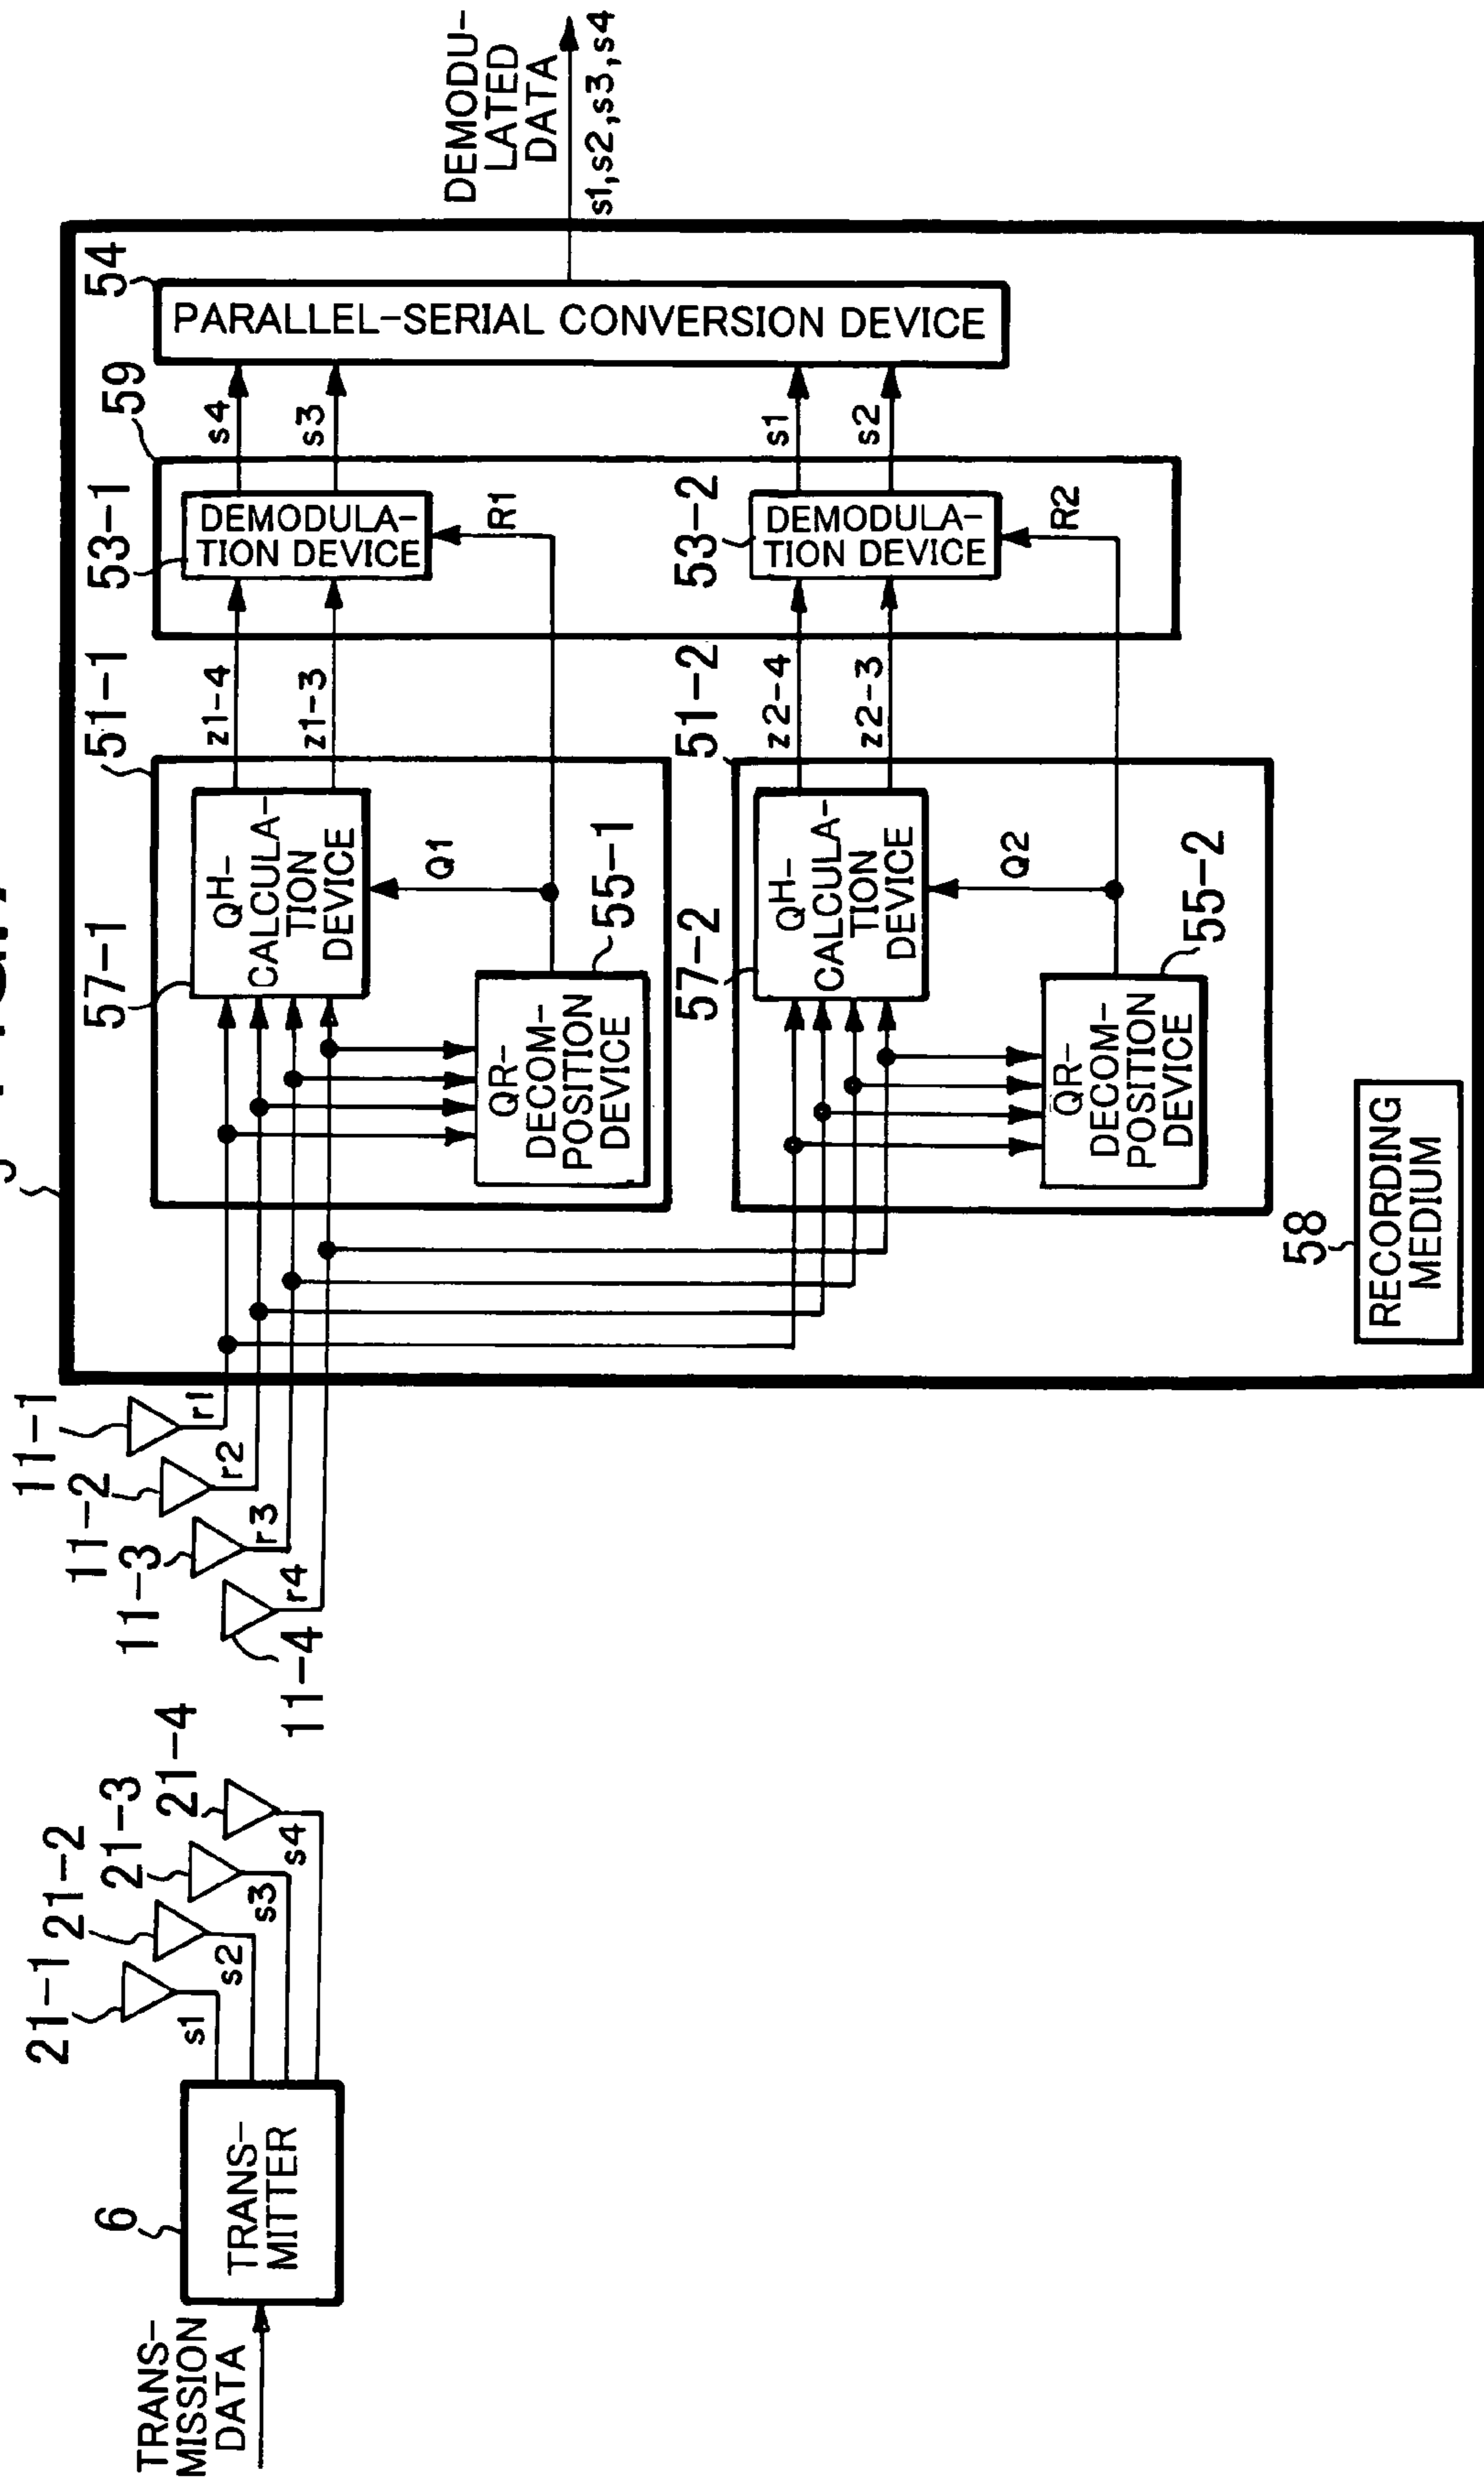 5
TRANS-
MISSION
DATA
6
TRANS-
MITTER
s1
s2
s3
s4
21-1
21-2
21-3
21-4
11-1
11-2
11-3
11-4
r1
r2
r3
r4
51-1
57-1
QH-
CALCULA-
TION
DEVICE
Q1
QR-
DECOM-
POSITION
DEVICE
55-1
z1-4
z1-3
51-2
57-2
QH-
CALCULA-
TION
DEVICE
Q2
QR-
DECOM-
POSITION
DEVICE
55-2
z2-4
z2-3
59
53-1
DEMODULA-
TION DEVICE
R1
53-2
DEMODULA-
TION DEVICE
R2
s4
s3
s1
s2
54
PARALLEL-SERIAL CONVERSION DEVICE
DEMODU-
LATED
DATA
s1,s2,s3,s4
58
RECORDING
MEDIUM